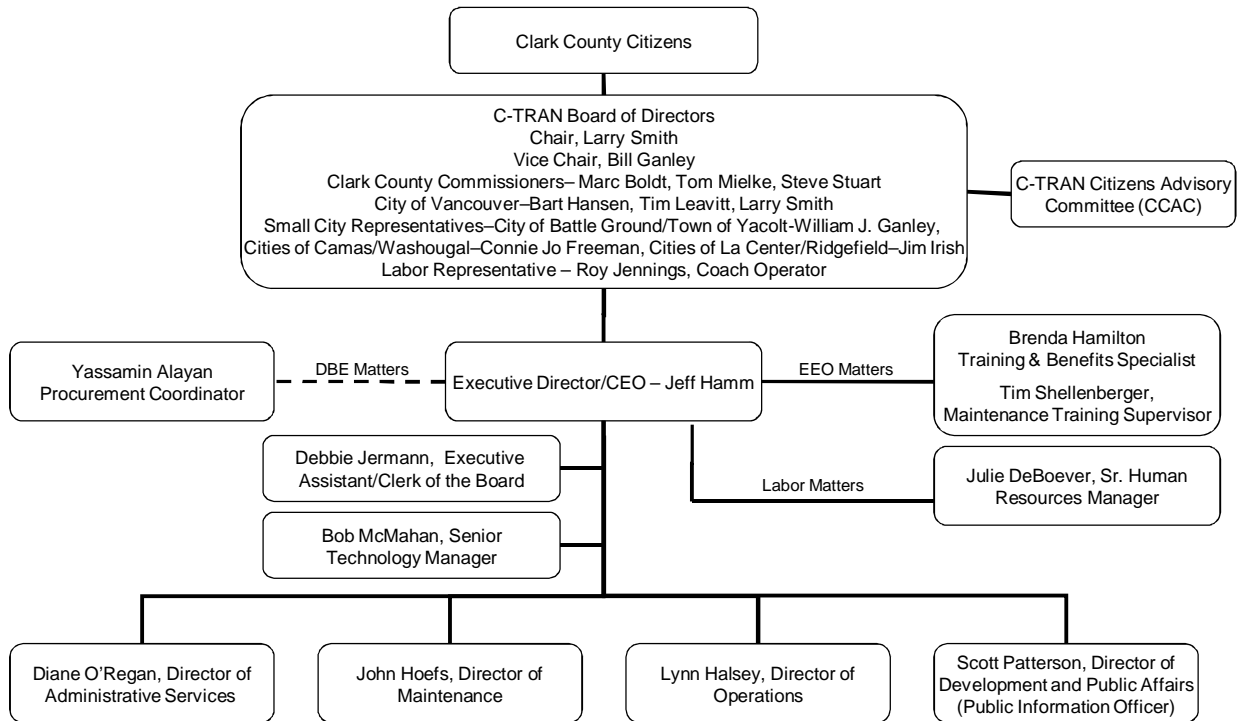 Clark County Citizens
C-TRAN Board of Directors
Chair, Larry Smith
Vice Chair, Bill Ganley
Clark County Commissioners– Marc Boldt, Tom Mielke, Steve Stuart
City of Vancouver–Bart Hansen, Tim Leavitt, Larry Smith
Small City Representatives–City of Battle Ground/Town of Yacolt-William J. Ganley,
Cities of Camas/Washougal–Connie Jo Freeman, Cities of La Center/Ridgefield–Jim Irish
Labor Representative – Roy Jennings, Coach Operator
C-TRAN Citizens Advisory
Committee (CCAC)
Yassamin Alayan
Procurement Coordinator
DBE Matters
Executive Director/CEO – Jeff Hamm
EEO Matters
Brenda Hamilton
Training & Benefits Specialist
Tim Shellenberger,
Maintenance Training Supervisor
Debbie Jermann,  Executive
Assistant/Clerk of the Board
Labor Matters
Julie DeBoever, Sr. Human
Resources Manager
Bob McMahan, Senior
Technology Manager
Diane O’Regan, Director of
Administrative Services
John Hoefs, Director of
Maintenance
Lynn Halsey, Director of
Operations
Scott Patterson, Director of
Development and Public Affairs
(Public Information Officer)